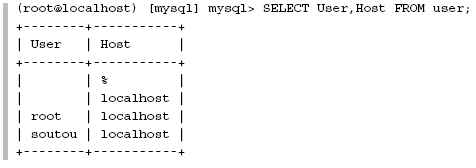 (root@localhost) [mysql] mysql> SELECT User,Host FROM user;
+--------+-----------+
| User   | Host      |
+--------+-----------+
|        | %         |
|        | localhost |
| root   | localhost |
| soutou | localhost |
+--------+-----------+